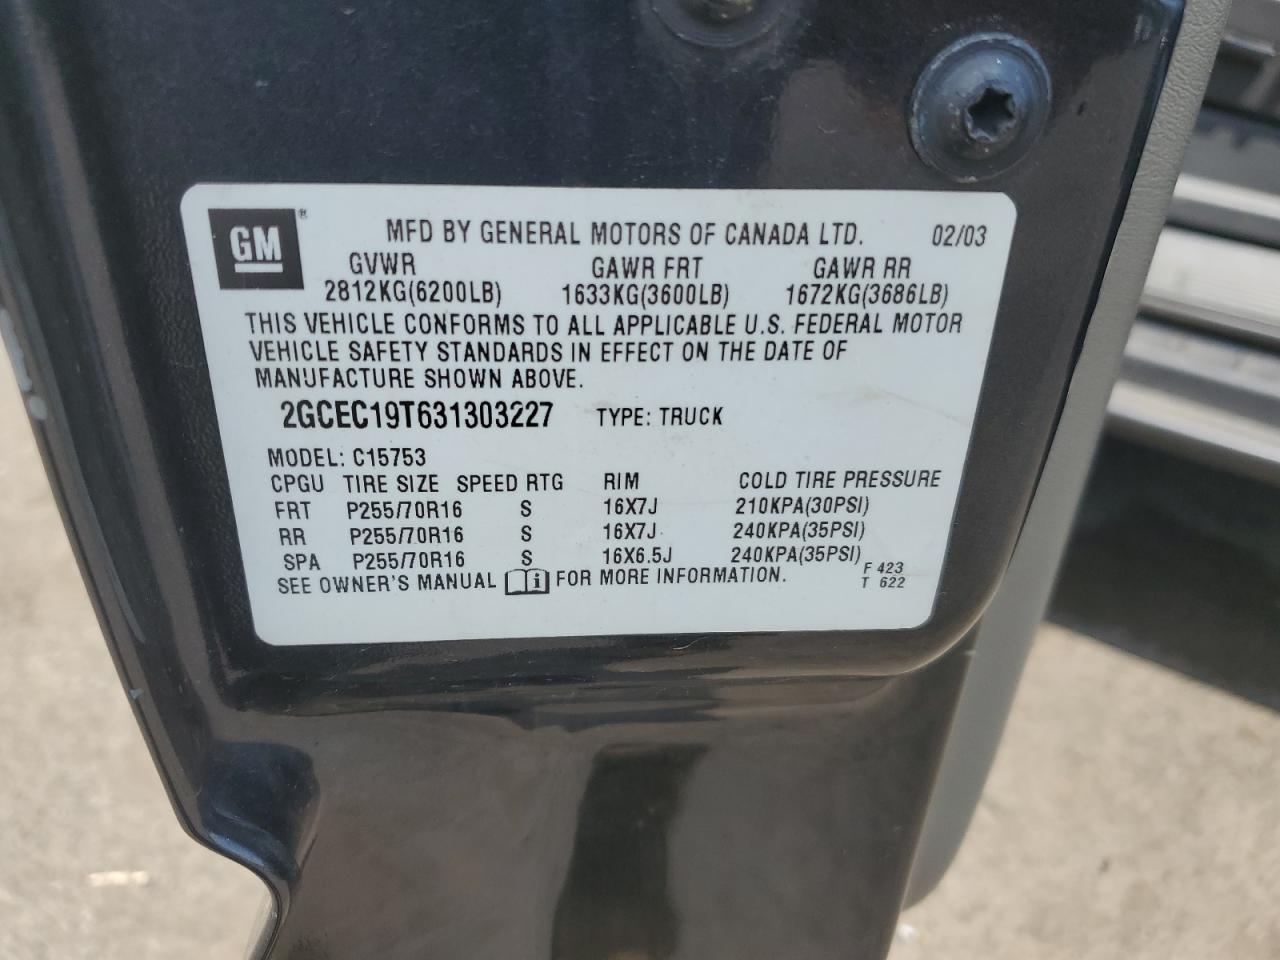 GM ®
MFD BY GENERAL MOTORS OF CANADA LTD. 02/03
GVWR GAWR FRT GAWR RR
2812KG(6200LB) 1633KG(3600LB) 1672KG(3686LB)
THIS VEHICLE CONFORMS TO ALL APPLICABLE U.S. FEDERAL MOTOR
VEHICLE SAFETY STANDARDS IN EFFECT ON THE DATE OF
MANUFACTURE SHOWN ABOVE.
2GCEC19T631303227 TYPE: TRUCK
MODEL: C15753
CPGU TIRE SIZE SPEED RTG RIM COLD TIRE PRESSURE
FRT P255/70R16 S 16X7J 210KPA(30PSI)
RR P255/70R16 S 16X7J 240KPA(35PSI)
SPA P255/70R16 S 16X6.5J 240KPA(35PSI) F 423
SEE OWNER'S MANUAL i FOR MORE INFORMATION. T 622